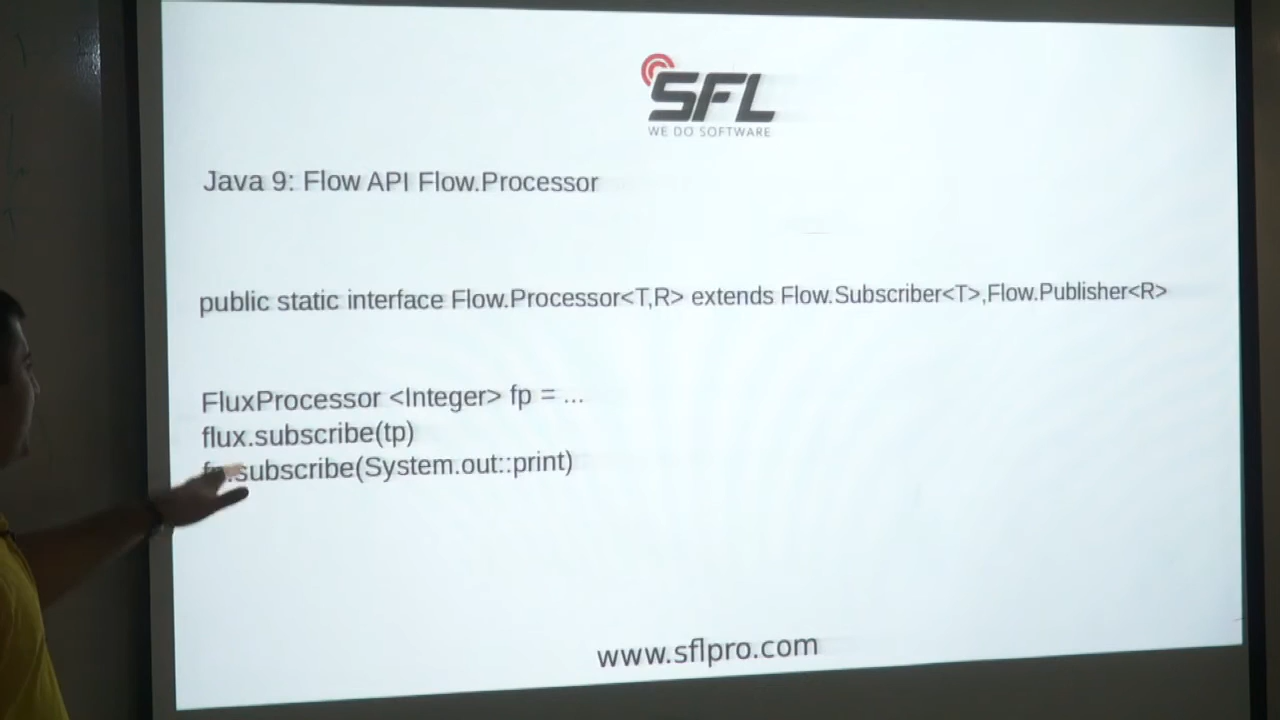 SFL
WE DO SOFTWARE
Java 9: Flow API Flow.Processor
public static interface Flow.Processor<T,R> extends Flow.Subscriber<T>,Flow.Publisher<R>
FluxProcessor <Integer> fp = ...
flux.subscribe(tp)
fp.subscribe(System.out::print)
www.sflpro.com